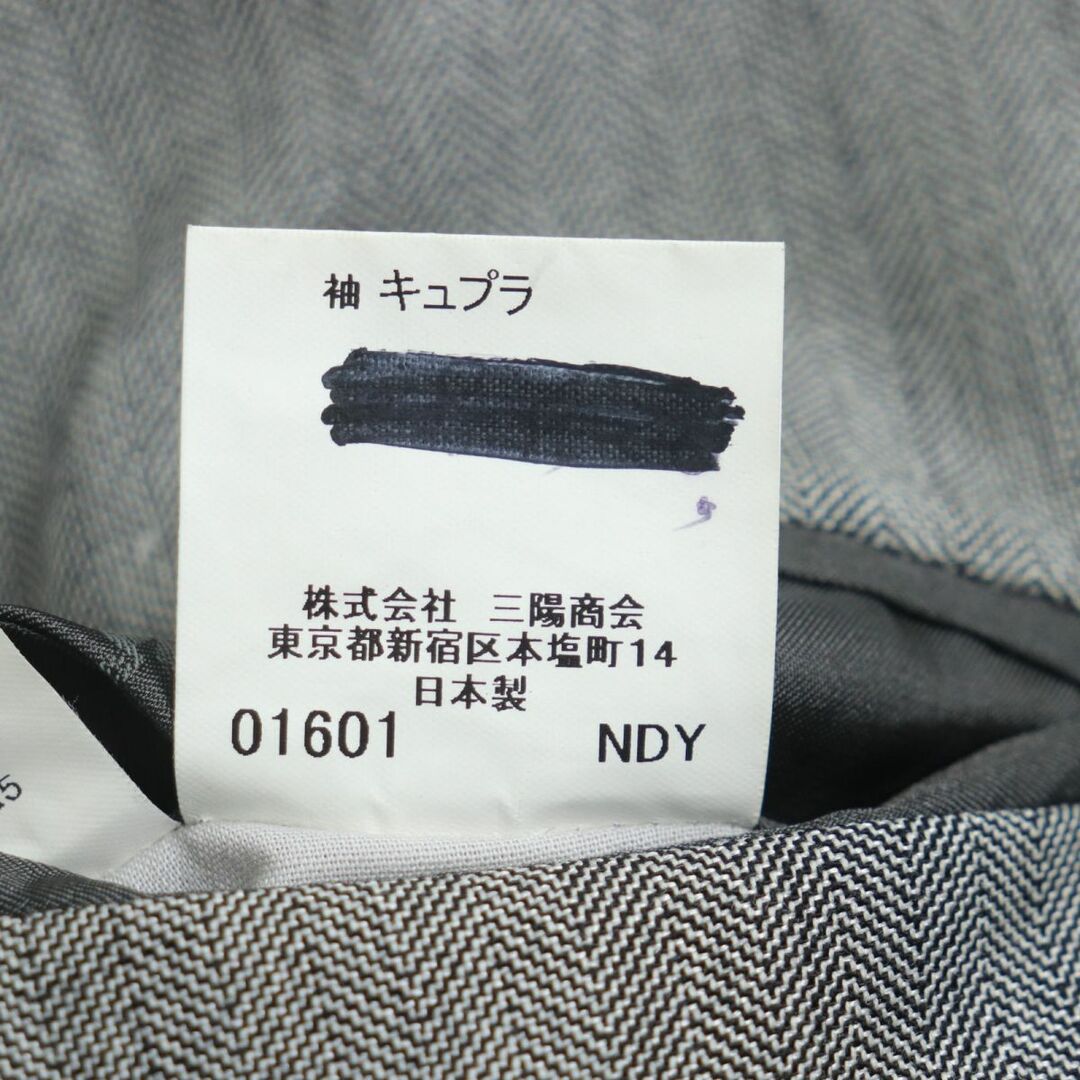 袖 キュプラ
株式会社 三陽商会
東京都新宿区本塩町14
日本製
01601 NDY